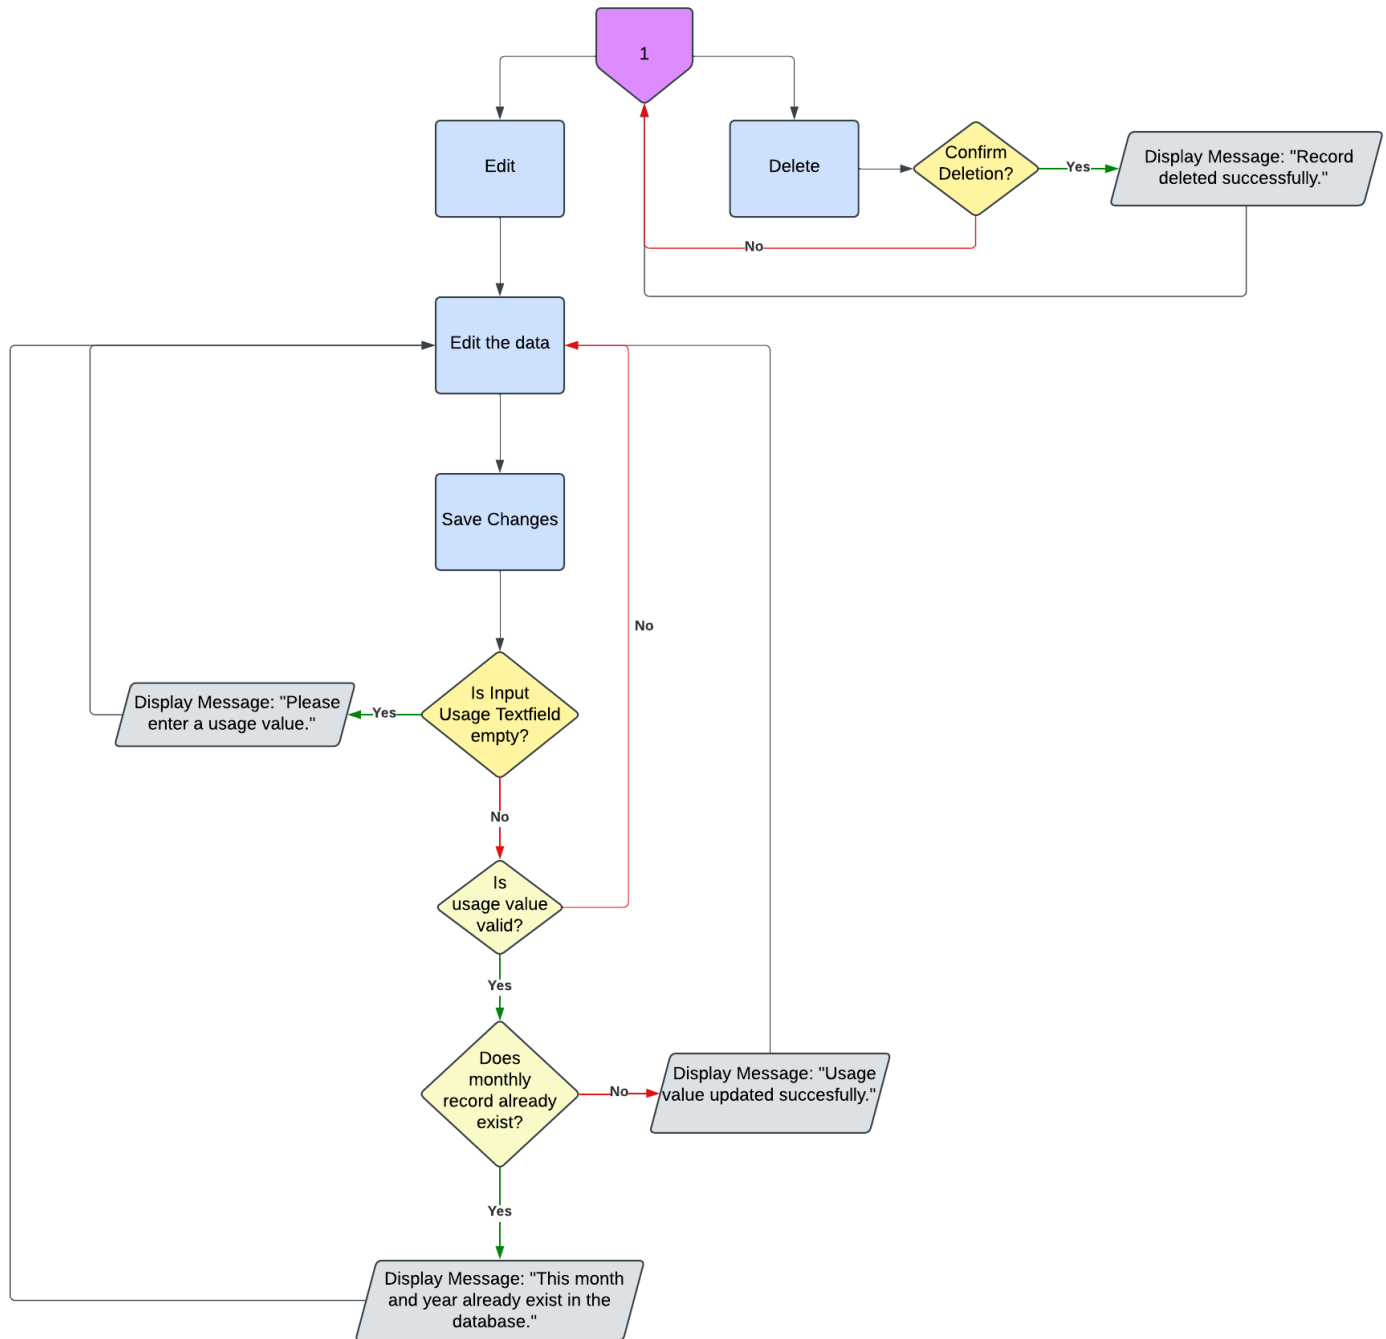 1
Edit
Delete
Confirm
Deletion?
Yes
Display Message: "Record
deleted successfully."
No
Edit the data
Save Changes
No
Is Input
Usage Textfield
empty?
Yes
Display Message: "Please
enter a usage value."
No
Is
usage value
valid?
Yes
Does
monthly
record already
exist?
No
Display Message: "Usage
value updated succesfully."
Yes
Display Message: "This month
and year already exist in the
database."